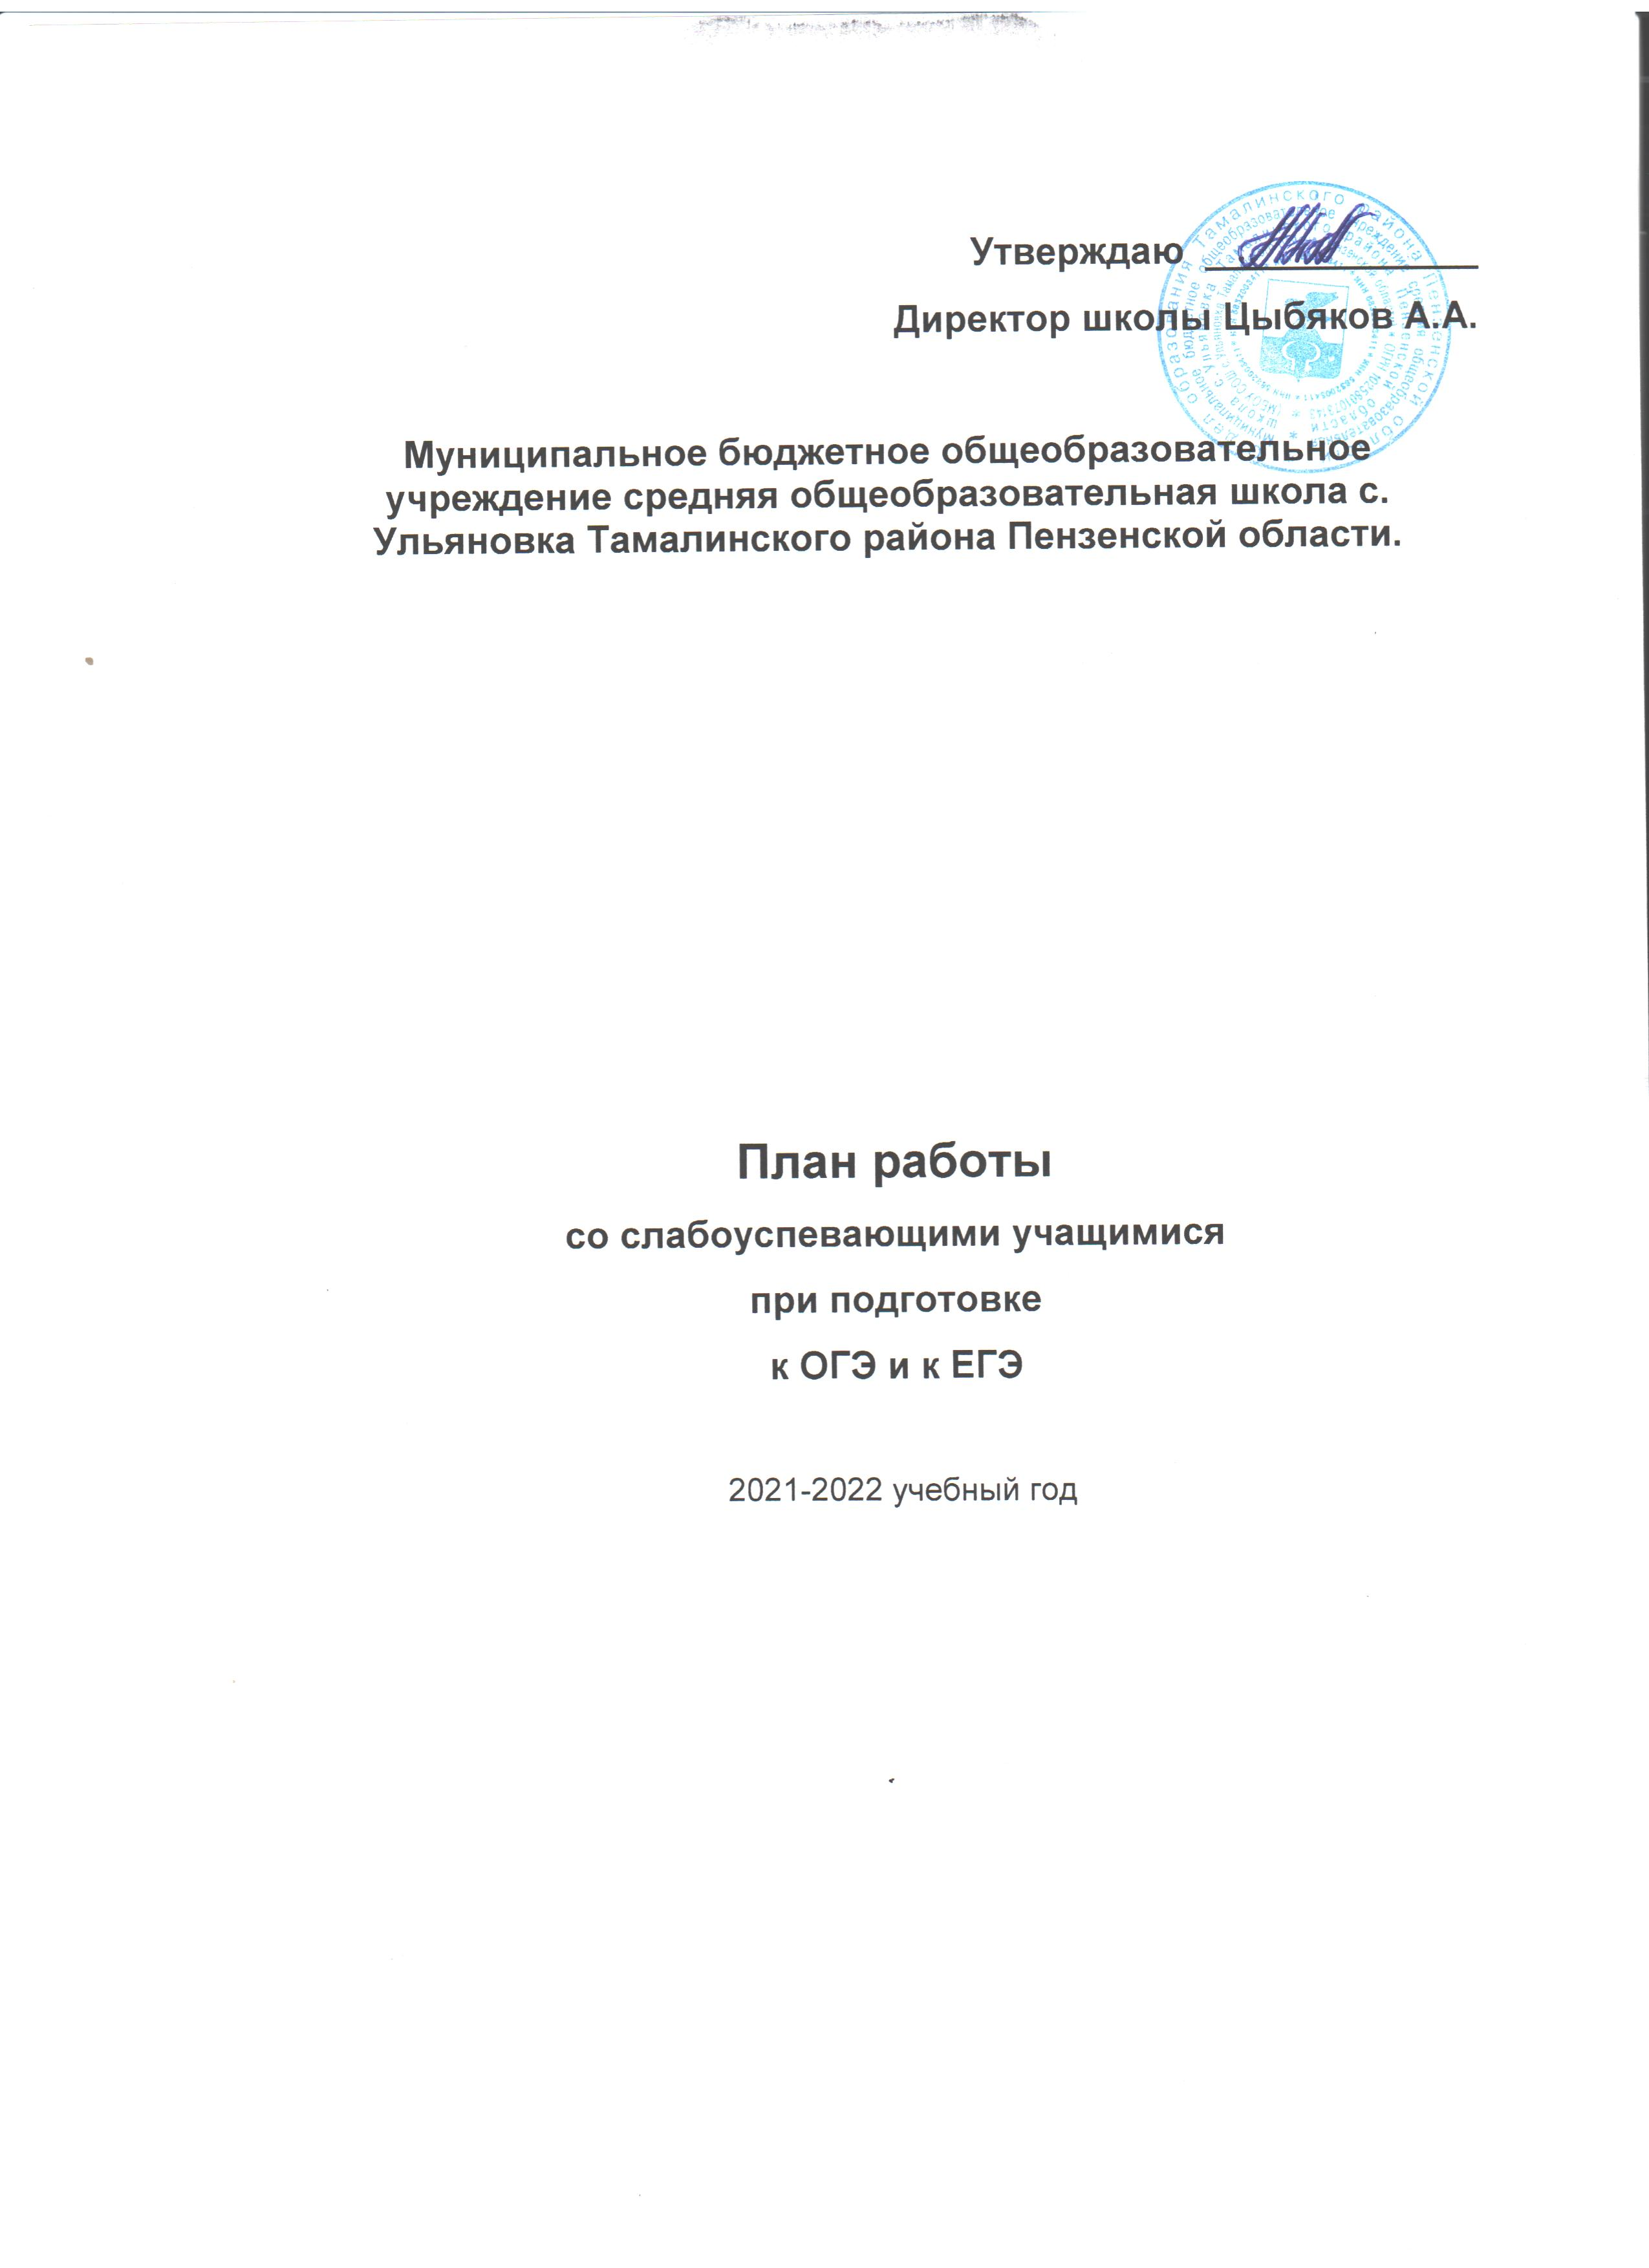 Утверждаю
Директор школы Цыбяков А.А.
Муниципальное бюджетное общеобразовательное
учреждение средняя общеобразовательная школа с.
Ульяновка Тамалинского района Пензенской области.
План работы
со слабоуспевающими учащимися
при подготовке
к ОГЭ и к ЕГЭ
2021-2022 учебный год